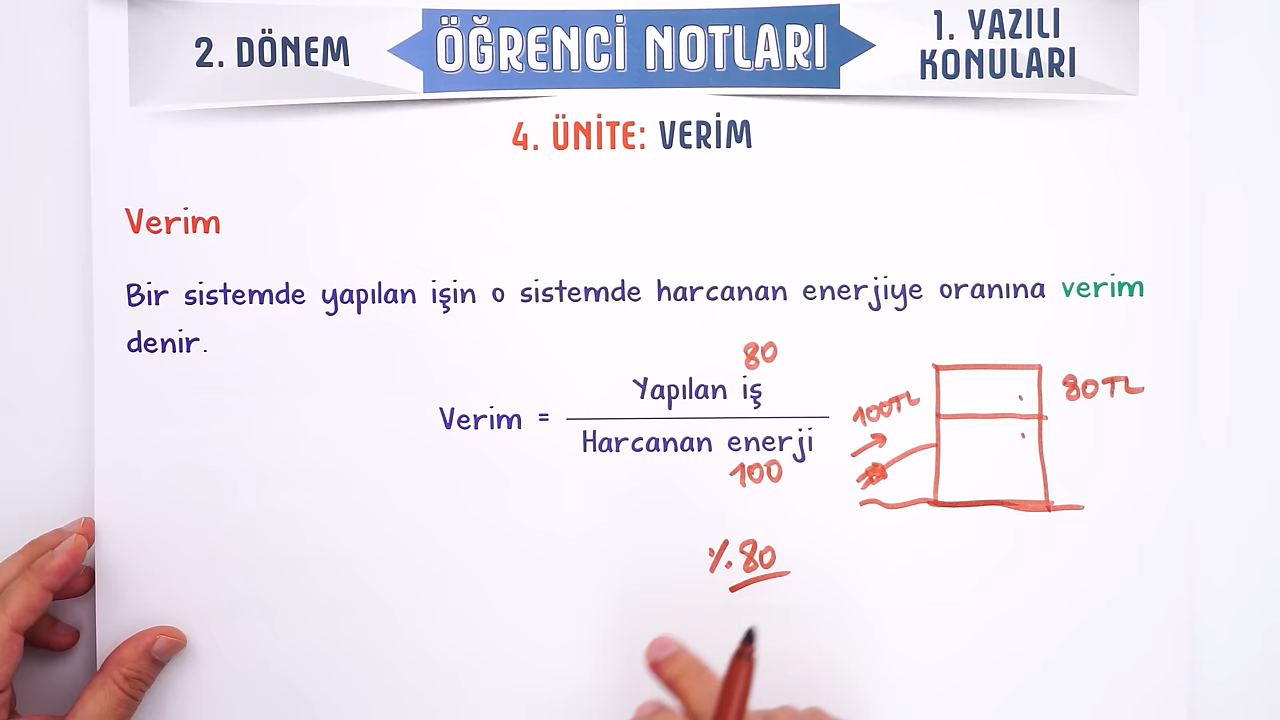 2. DÖNEM
ÖĞRENCİ NOTLARI
1. YAZILI
KONULARI
4. ÜNİTE: VERİM
Verim
Bir sistemde yapılan işin o sistemde harcanan enerjiye oranına verim
denir.
80
Verim = Yapılan iş
Harcanan enerji
100
100TL
80TL
%80